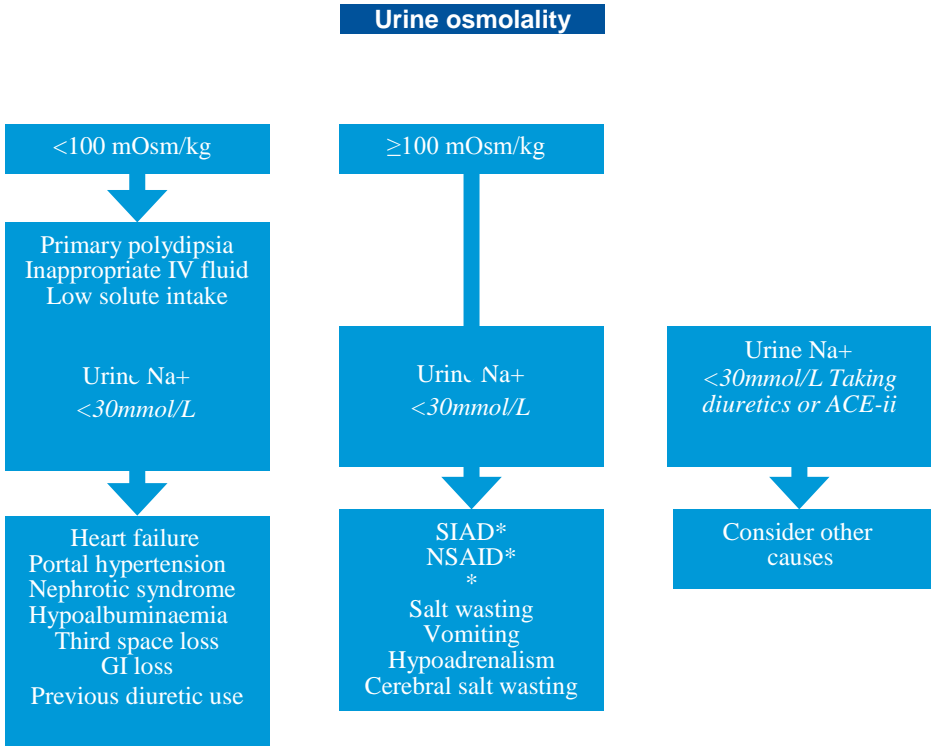 Urine osmolality
<100 mOsm/kg
≥100 mOsm/kg
Primary polydipsia
Inappropriate IV fluid
Low solute intake
Urine Na+
<30mmol/L
Urine Na+
<30mmol/L
Urine Na+
<30mmol/L Taking
diuretics or ACE-ii
Heart failure
Portal hypertension
Nephrotic syndrome
Hypoalbuminaemia
Third space loss
GI loss
Previous diuretic use
SIAD*
NSAID*
*
Salt wasting
Vomiting
Hypoadrenalism
Cerebral salt wasting
Consider other
causes